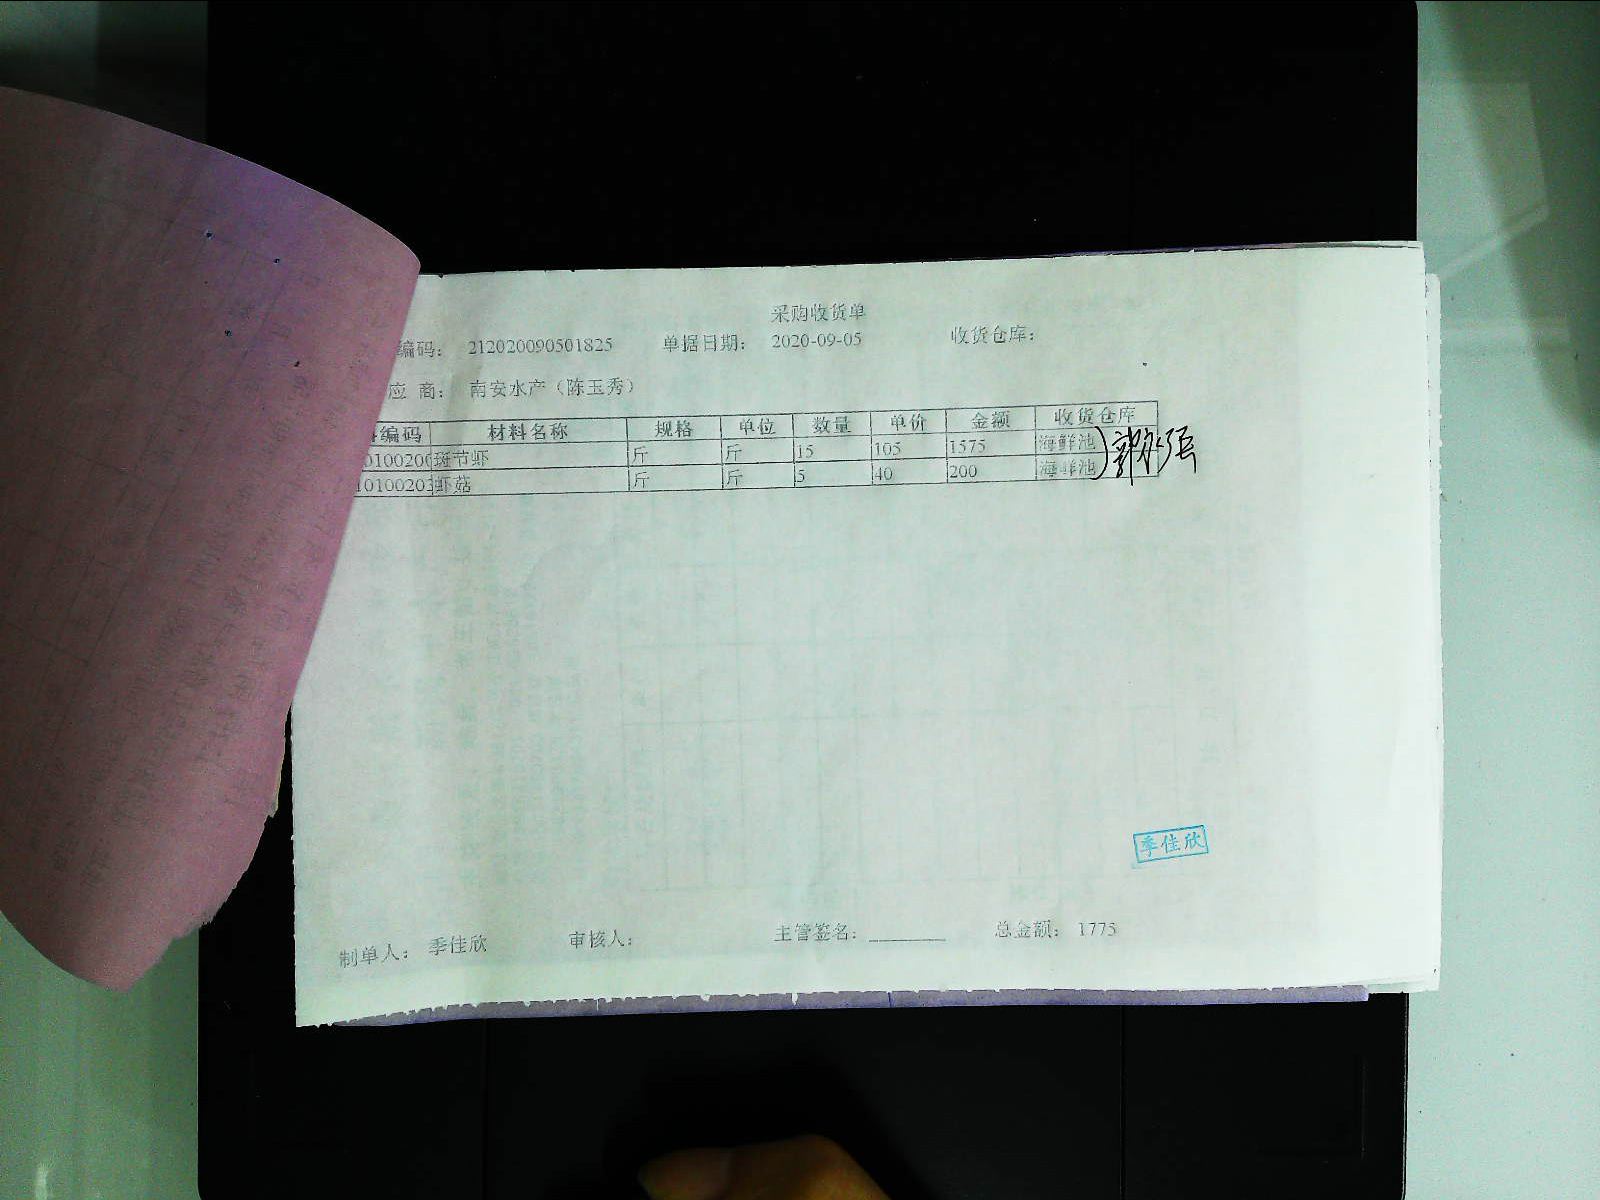 采购收货单
编码： 212020090501825 单据日期： 2020-09-05 收货仓库：
应 商： 南安水产（陈玉秀）
编码 材料名称 规格 单位 数量 单价 金额 收货仓库
0100200 斑节虾 斤 斤 15 105 1575 海鲜池
10100203 虾菇 斤 斤 5 40 200 海鲜池
季佳欣
制单人： 季佳欣 审核人： 主管签名： ________ 总金额： 1775